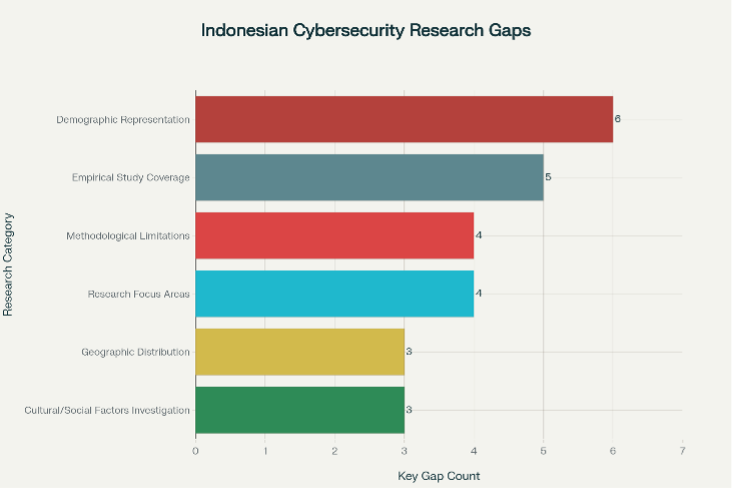 Indonesian Cybersecurity Research Gaps
Research Category
Demographic Representation
6
Empirical Study Coverage
5
Methodological Limitations
4
Research Focus Areas
4
Geographic Distribution
3
Cultural/Social Factors Investigation
3
0 1 2 3 4 5 6 7
Key Gap Count